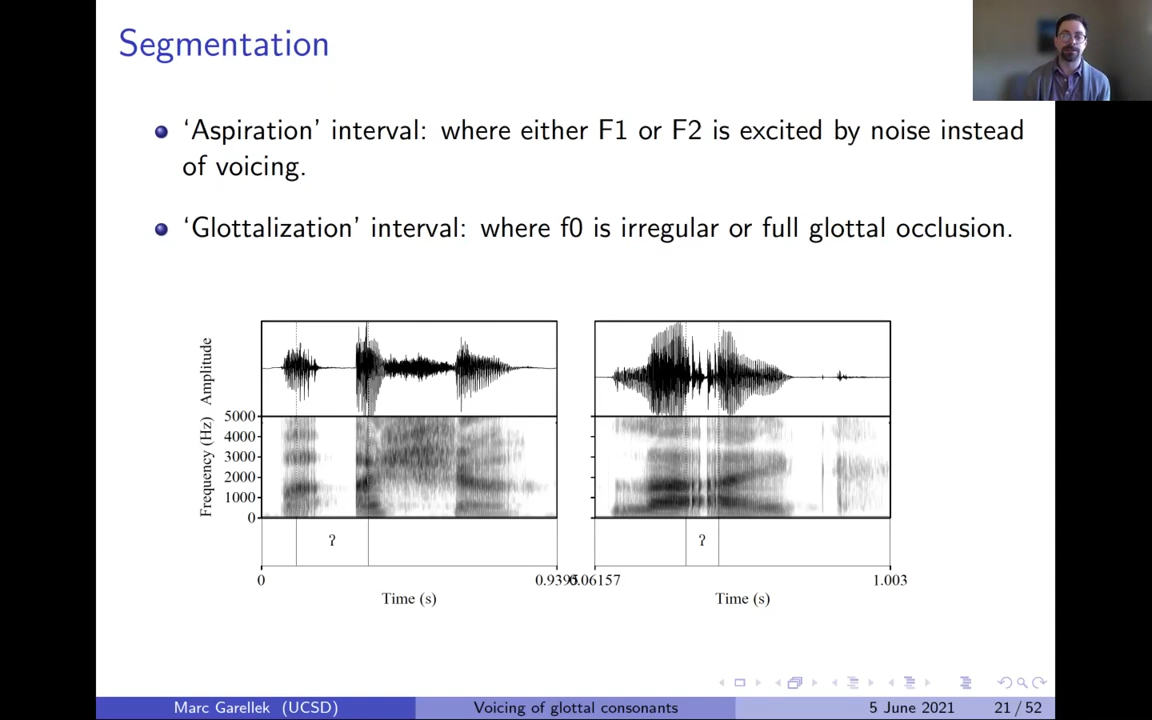 Segmentation
‘Aspiration’ interval: where either F1 or F2 is excited by noise instead
of voicing.
‘Glottalization’ interval: where f0 is irregular or full glottal occlusion.
Amplitude
Frequency (Hz)
5000
4000
3000
2000
1000
0
ʔ
ʔ
0
0.06157
1.003
Time (s)
Time (s)
Marc Garellek (UCSD)
Voicing of glottal consonants
5 June 2021
21 / 52